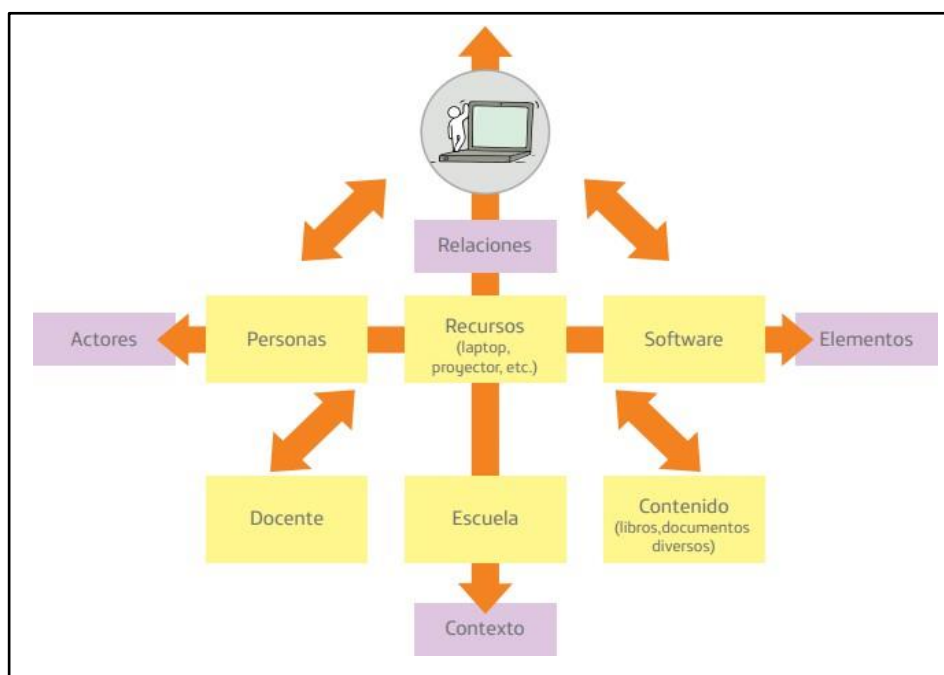 Relaciones
Actores
Personas
Recursos
(laptop,
proyector, etc.)
Software
Elementos
Docente
Escuela
Contenido
(libros,documentos
diversos)
Contexto